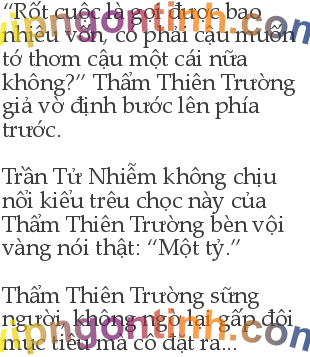 “Rốt cuộc là gọi được bao
nhiêu vốn, có phải cậu muốn
tớ thơm cậu một cái nữa
không?” Thẩm Thiên Trường
giả vờ định bước lên phía
trước.
Trần Tử Nhiễm không chịu
nổi kiểu trêu chọc này của
Thẩm Thiên Trường bèn vội
vàng nói thật: “Một tỷ.”
Thẩm Thiên Trường sững
người, không ngờ lại gấp đôi
mục tiêu mà cô đặt ra...